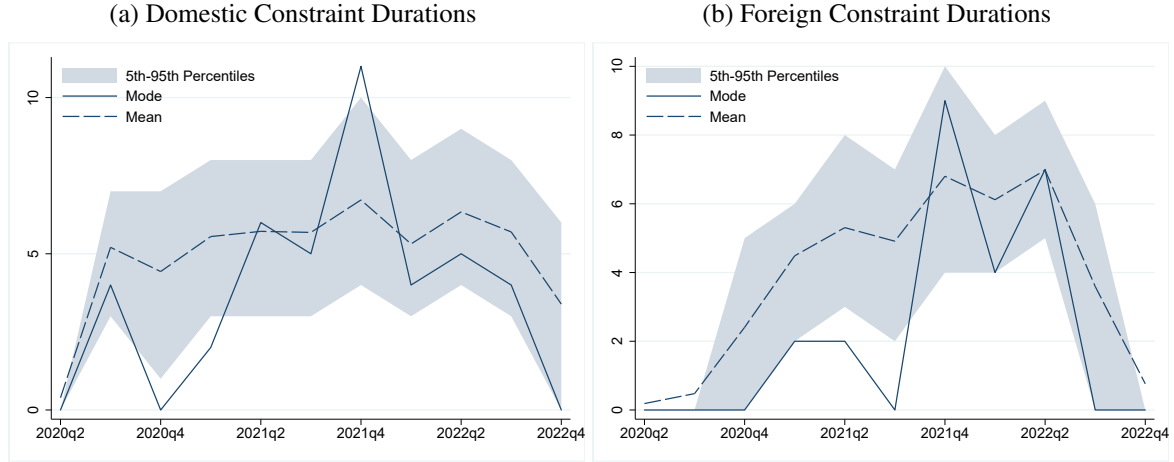 (a) Domestic Constraint Durations
5th-95th Percentiles
Mode
Mean
10
5
0
2020q2 2020q4 2021q2 2021q4 2022q2 2022q4
(b) Foreign Constraint Durations
5th-95th Percentiles
Mode
Mean
10
8
6
4
2
0
2020q2 2020q4 2021q2 2021q4 2022q2 2022q4